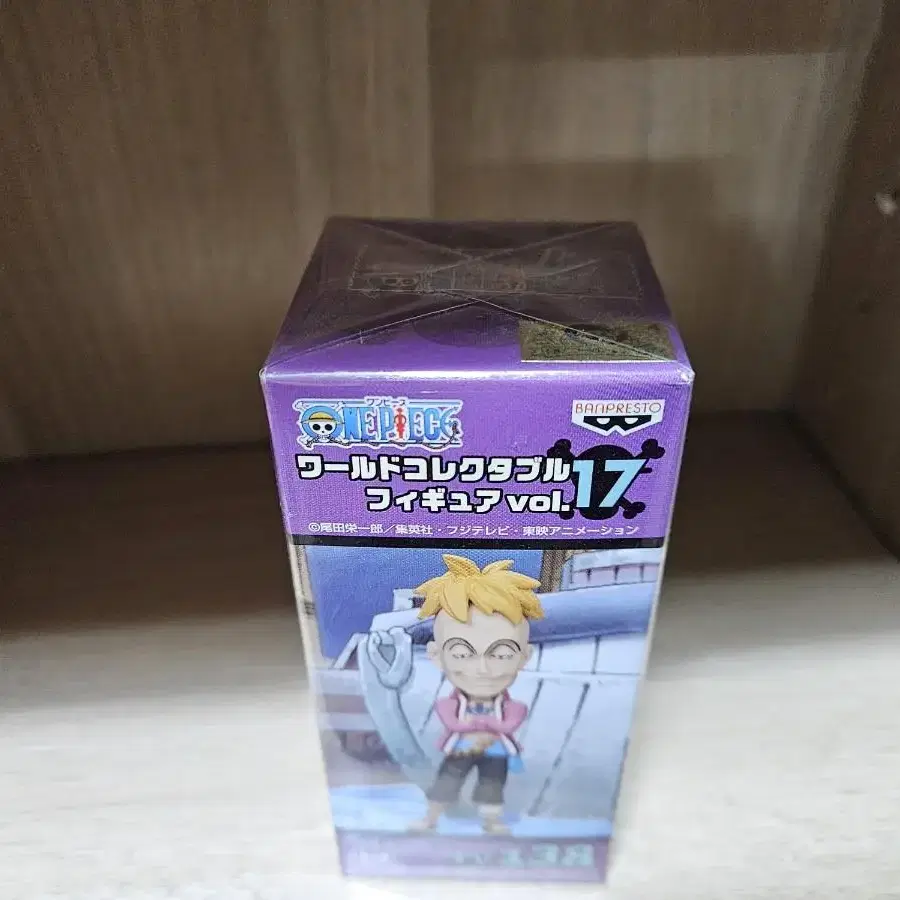 ワンピース
ONE PIECE
BANPRESTO
ワールドコレクタブル
フィギュア vol.17
©尾田栄一郎／集英社・フジテレビ・東映アニメーション